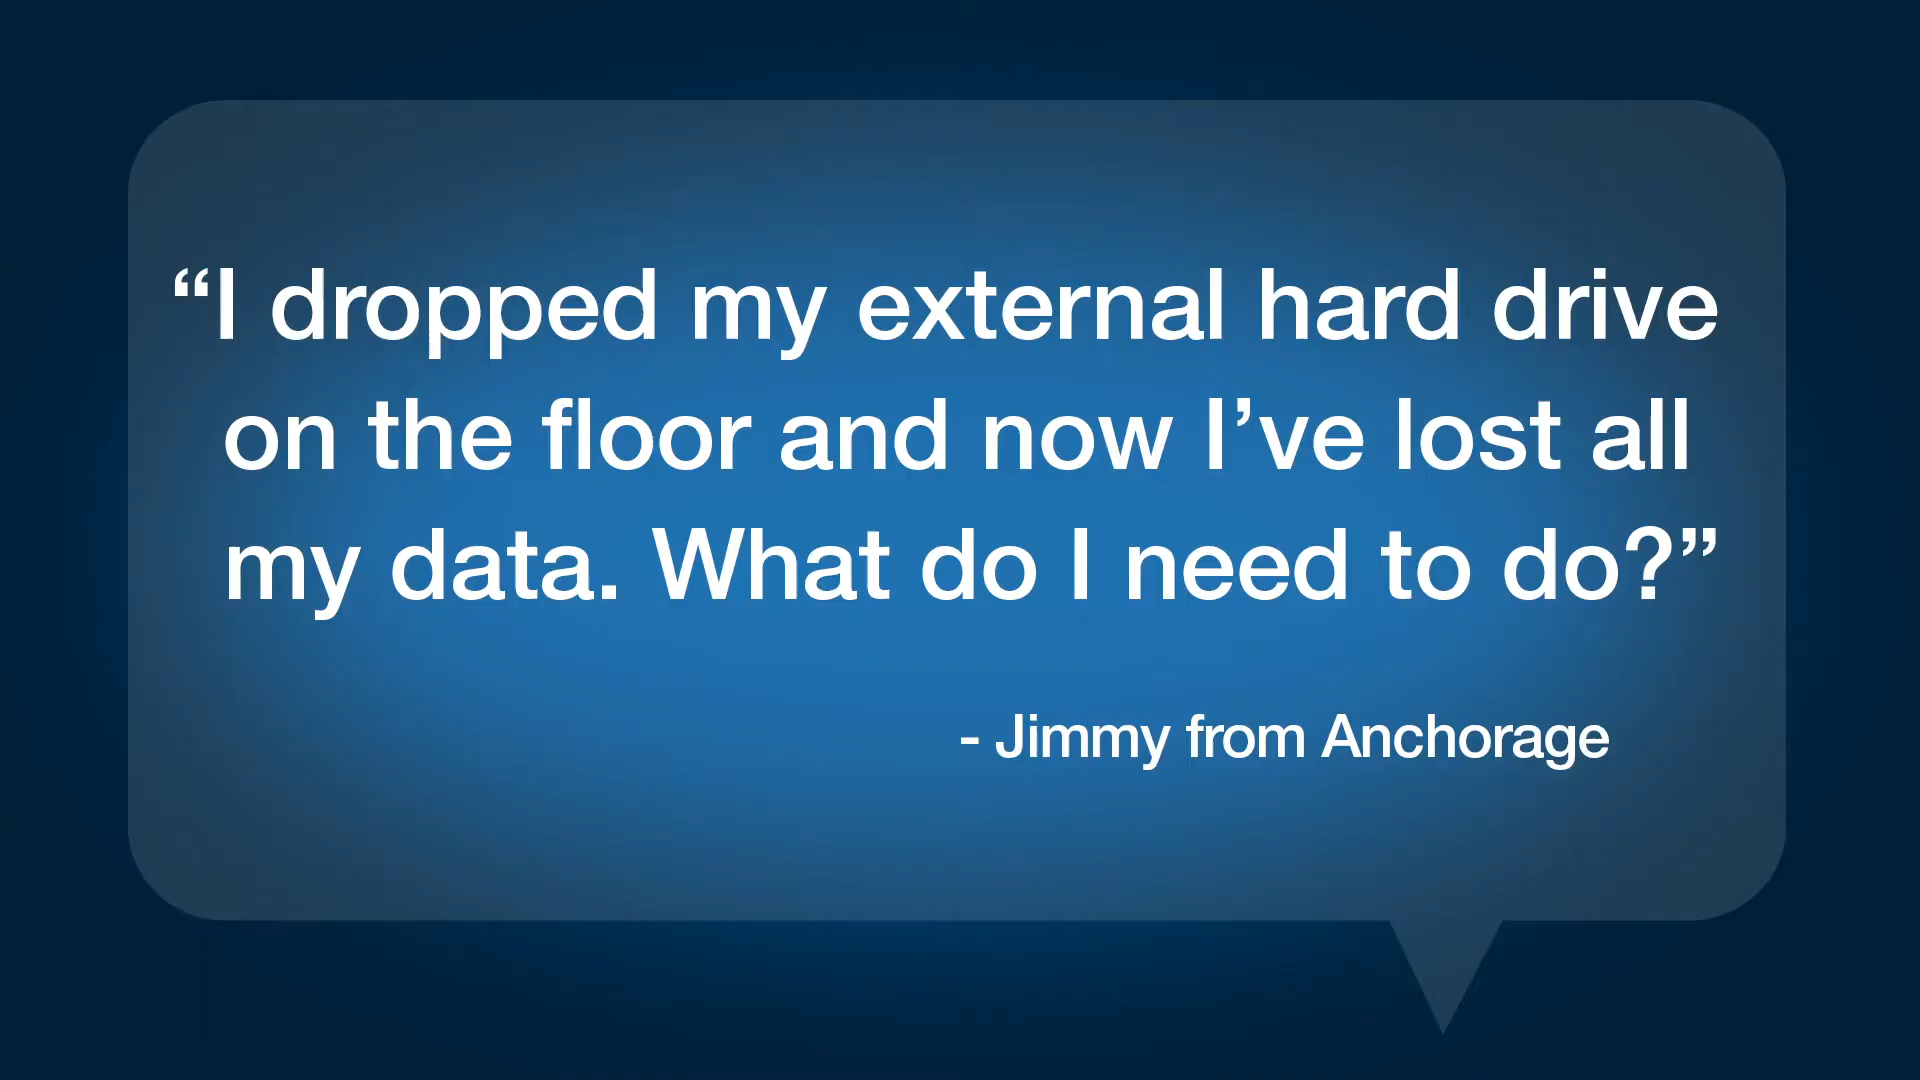 “I dropped my external hard drive
on the floor and now I’ve lost all
my data. What do I need to do?”
- Jimmy from Anchorage